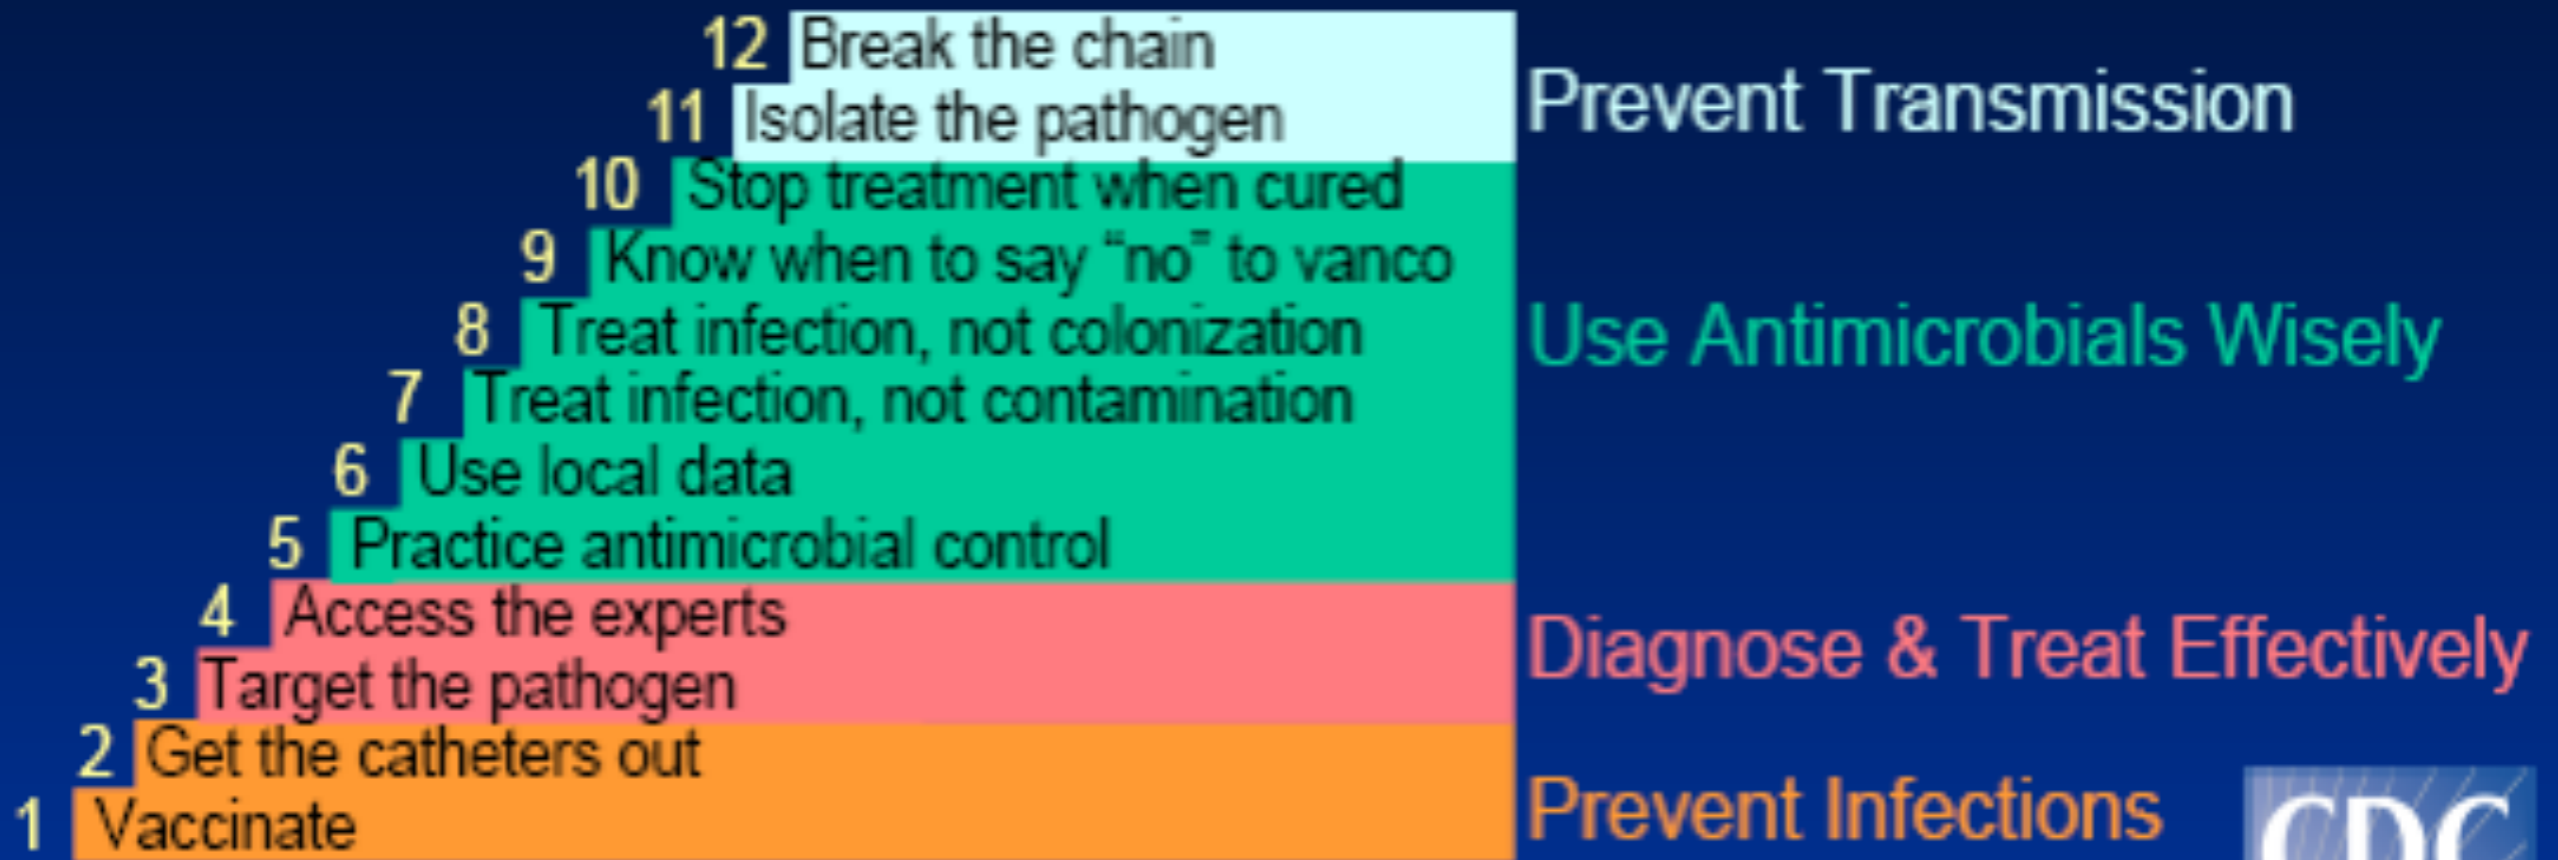 12 Break the chain
11 Isolate the pathogen
Prevent Transmission
10 Stop treatment when cured
9 Know when to say “no” to vanco
8 Treat infection, not colonization
7 Treat infection, not contamination
6 Use local data
5 Practice antimicrobial control
Use Antimicrobials Wisely
4 Access the experts
3 Target the pathogen
Diagnose & Treat Effectively
2 Get the catheters out
1 Vaccinate
Prevent Infections
CDC